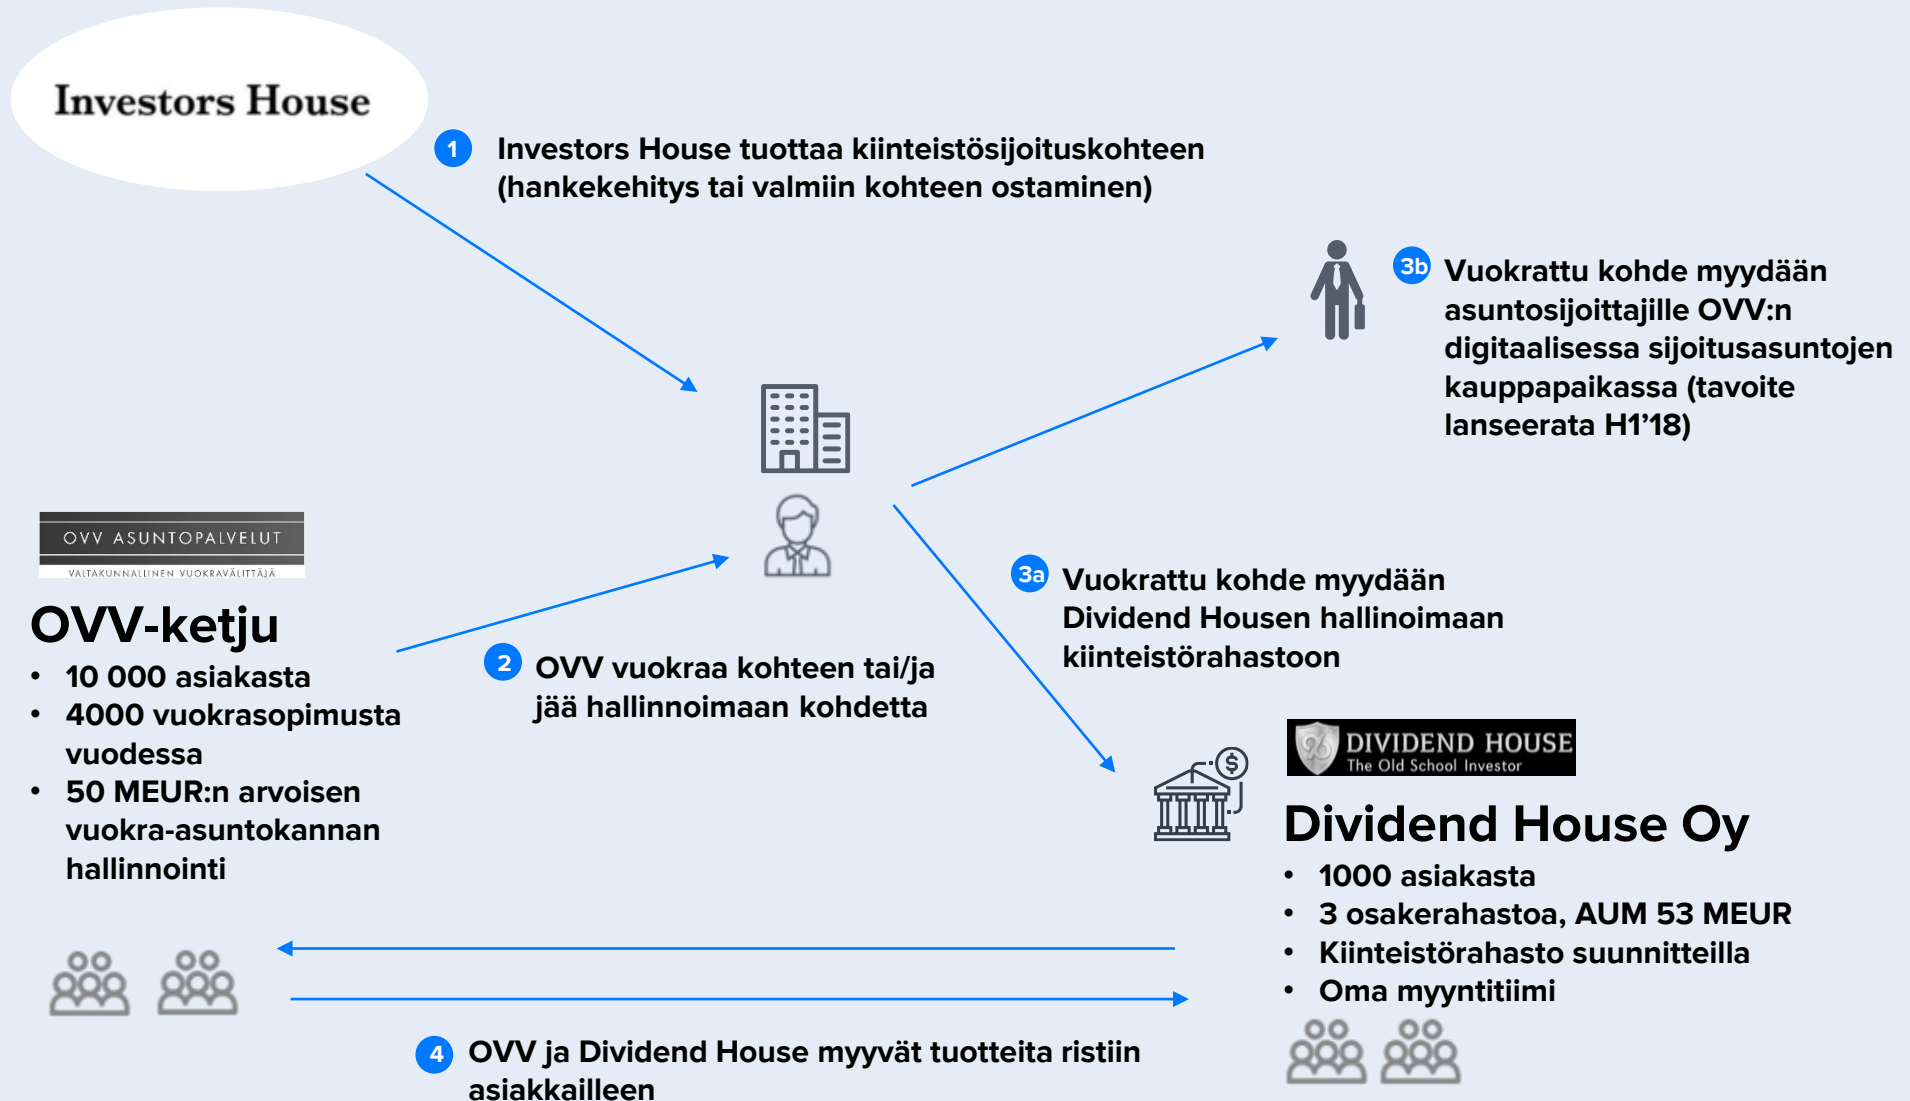 Investors House
1 Investors House tuottaa kiinteistösijoituskohteen
(hankekehitys tai valmiin kohteen ostaminen)
3b Vuokrattu kohde myydään
asuntosijoittajille OVV:n
digitaalisessa sijoitusasuntojen
kauppapaikassa (tavoite
lanseerata H1’18)
OVV ASUNTOPALVELUT
VALTAKUNNALLINEN VUOKRAVÄLITTÄJÄ
OVV-ketju
• 10 000 asiakasta
• 4000 vuokrasopimusta
vuodessa
• 50 MEUR:n arvoisen
vuokra-asuntokannan
hallinnointi
2 OVV vuokraa kohteen tai/ja
jää hallinnoimaan kohdetta
3a Vuokrattu kohde myydään
Dividend Housen hallinoimaan
kiinteistörahastoon
$
96 DIVIDEND HOUSE
The Old School Investor
Dividend House Oy
• 1000 asiakasta
• 3 osakerahastoa, AUM 53 MEUR
• Kiinteistörahasto suunnitteilla
• Oma myyntitiimi
4 OVV ja Dividend House myyvät tuotteita ristiin
asiakkailleen